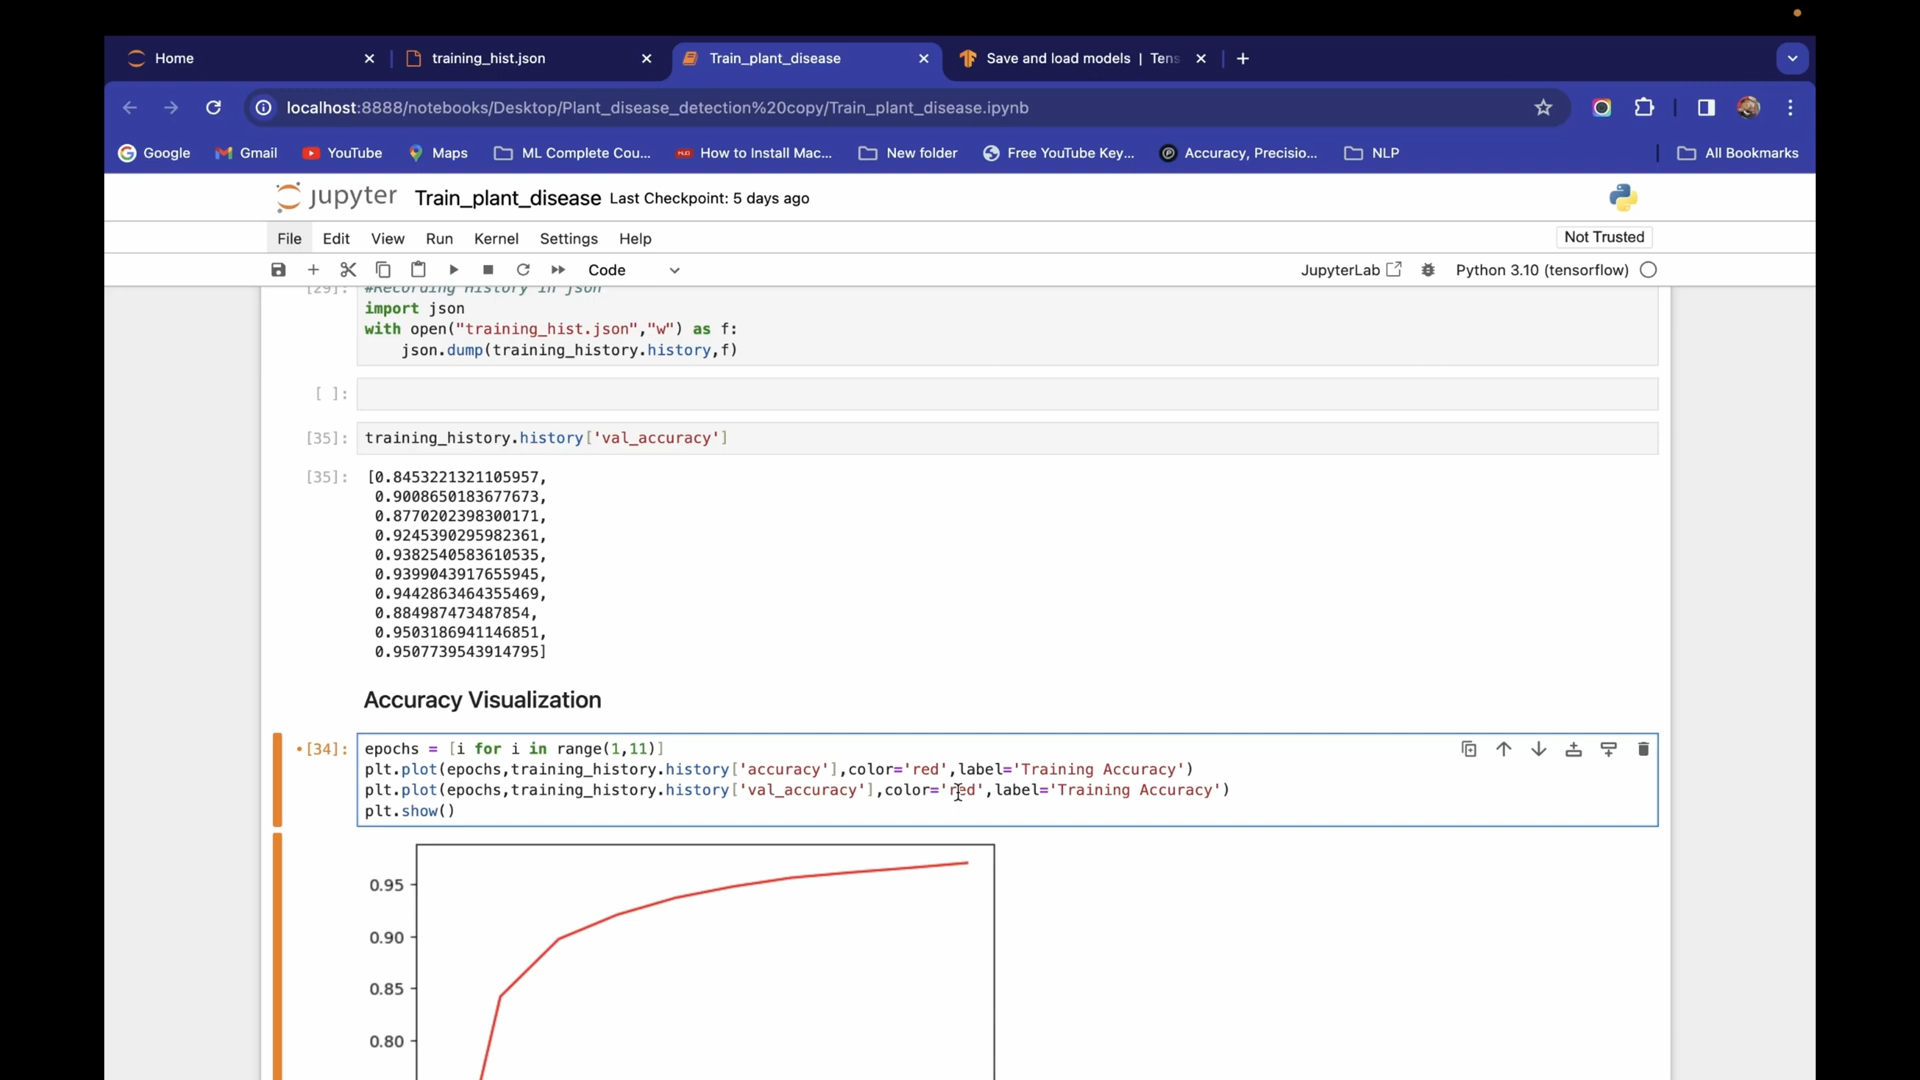 Home
training_hist.json
Train_plant_disease
Save and load models | Tens
localhost:8888/notebooks/Desktop/Plant_disease_detection%20copy/Train_plant_disease.ipynb
Google
Gmail
YouTube
Maps
ML Complete Cou...
How to Install Mac...
New folder
Free YouTube Key...
Accuracy, Precisio...
NLP
All Bookmarks
jupyter Train_plant_disease Last Checkpoint: 5 days ago
File Edit View Run Kernel Settings Help
Not Trusted
Code
JupyterLab
Python 3.10 (tensorflow)
[29]: #Recording History in json
import json
with open("training_hist.json","w") as f:
json.dump(training_history.history,f)
[ ]:
[35]: training_history.history['val_accuracy']
[35]: [0.8453221321105957,
0.9008650183677673,
0.8770202398300171,
0.9245390295982361,
0.9382540583610535,
0.9399043917655945,
0.9442863464355469,
0.884987473487854,
0.9503186941146851,
0.9507739543914795]
Accuracy Visualization
•[34]: epochs = [i for i in range(1,11)]
plt.plot(epochs,training_history.history['accuracy'],color='red',label='Training Accuracy')
plt.plot(epochs,training_history.history['val_accuracy'],color='red',label='Training Accuracy')
plt.show()
0.95
0.90
0.85
0.80